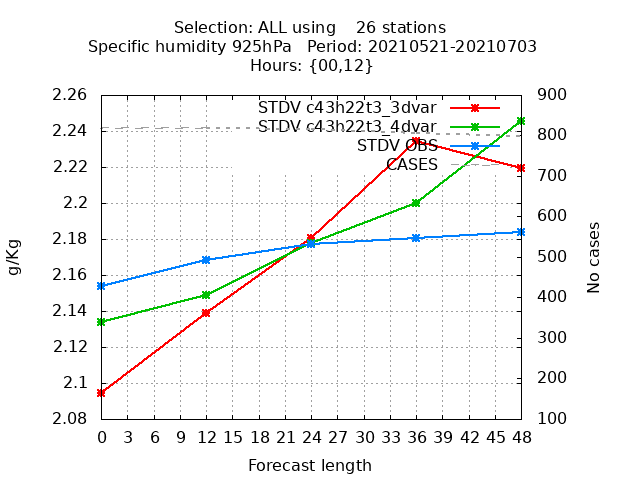 Selection: ALL using    26 stations
Specific humidity 925hPa   Period: 20210521-20210703
Hours: {00,12}
STDV c43h22t3_3dvar
STDV c43h22t3_4dvar
STDV OBS
CASES
2.26
2.24
2.22
2.2
2.18
2.16
2.14
2.12
2.1
2.08
g/Kg
900
800
700
600
500
400
300
200
100
No cases
0 3 6 9 12 15 18 21 24 27 30 33 36 39 42 45 48
Forecast length